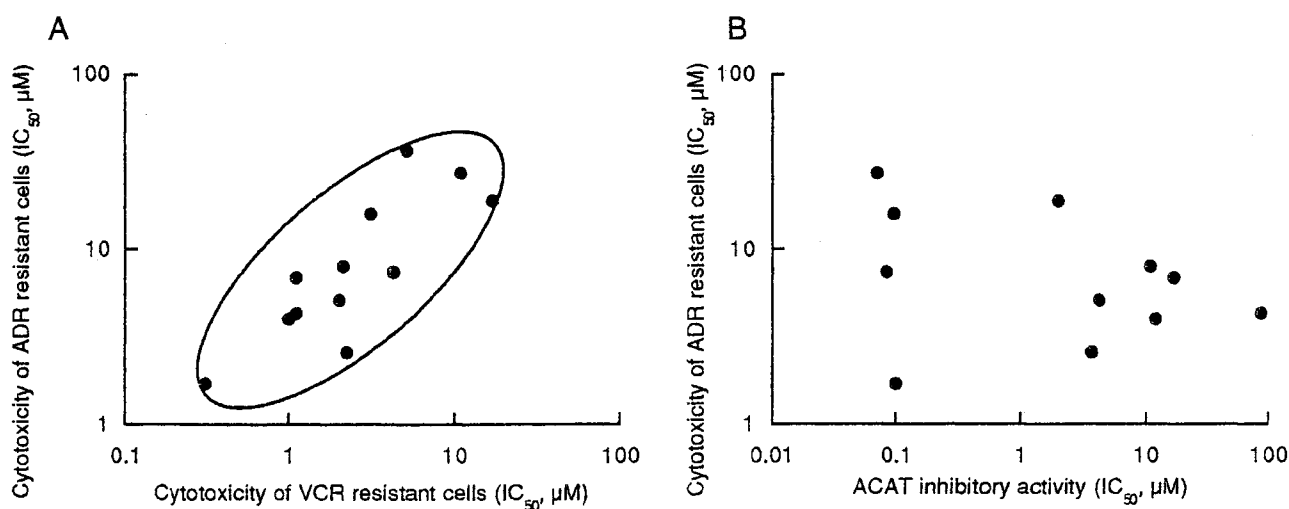 A
Cytotoxicity of ADR resistant cells (IC50, µM)
100
10
1
0.1
1
10
100
Cytotoxicity of VCR resistant cells (IC50, µM)
B
Cytotoxicity of ADR resistant cells (IC50, µM)
100
10
1
0.01
0.1
1
10
100
ACAT inhibitory activity (IC50, µM)